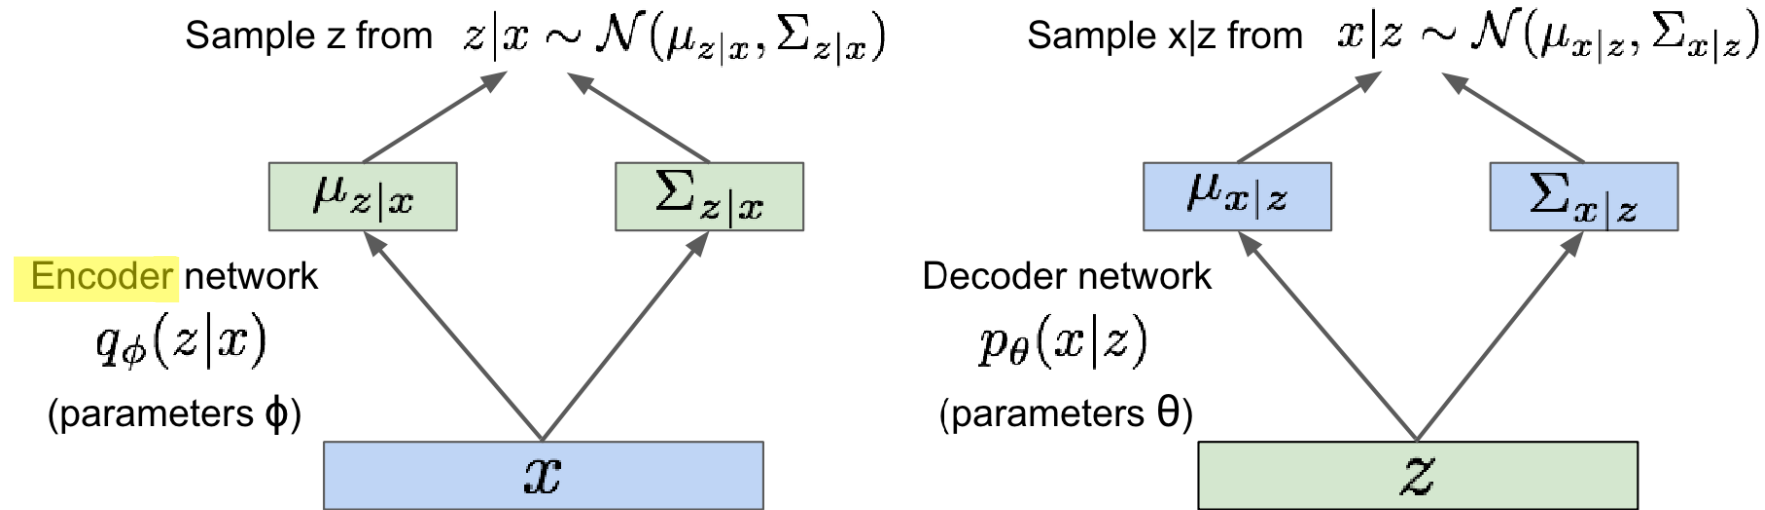 Sample z from z|x ∼ 𝒩(μ_{z|x}, Σ_{z|x})
μ_{z|x}
Σ_{z|x}
Encoder network
q_ϕ(z|x)
(parameters ϕ)
x
Sample x|z from x|z ∼ 𝒩(μ_{x|z}, Σ_{x|z})
μ_{x|z}
Σ_{x|z}
Decoder network
p_θ(x|z)
(parameters θ)
z